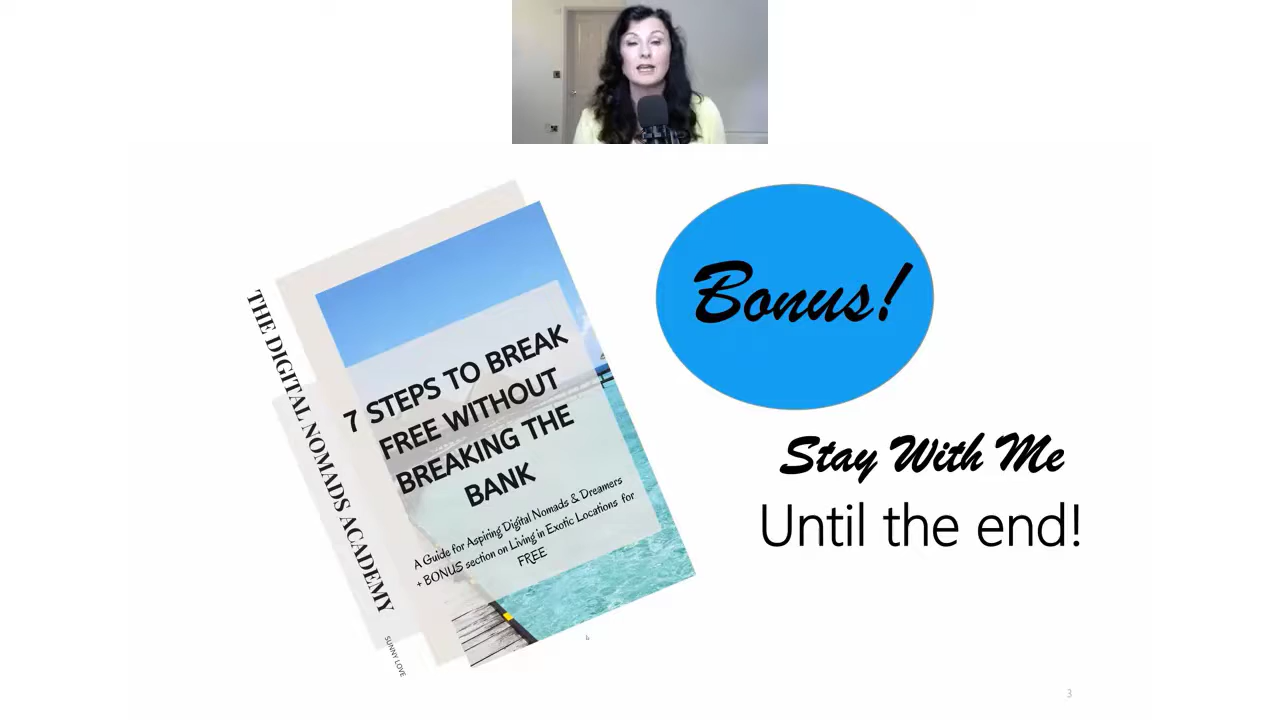 THE DIGITAL NOMADS ACADEMY
SUNNY LOVE
7 STEPS TO BREAK
FREE WITHOUT
BREAKING THE
BANK
A Guide for Aspiring Digital Nomads & Dreamers
+ BONUS section on Living in Exotic Locations for
FREE
Bonus!
Stay With Me
Until the end!
3